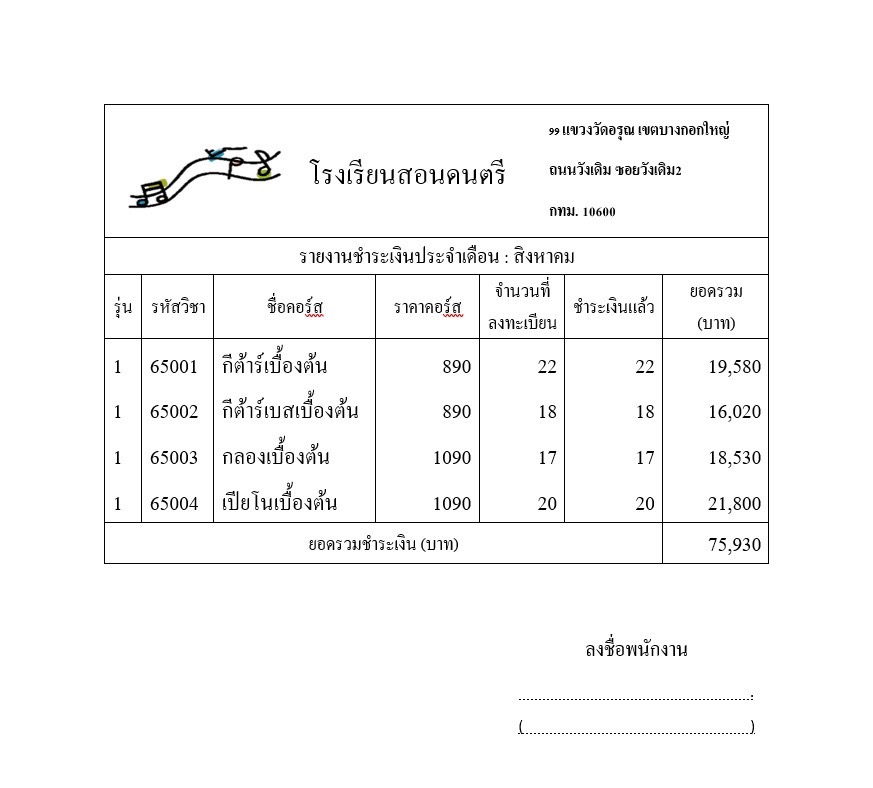 ๑๑ แขวงวัดอรุณ เขตบางกอกใหญ่
โรงเรียนสอนดนตรี
ถนนวังเดิม ซอยวังเดิม2
กทม. 10600
รายงานชำระเงินประจำเดือน : สิงหาคม
รุ่น รหัสวิชา ชื่อคอร์ส ราคาคอร์ส จำนวนที่ลงทะเบียน ชำระเงินแล้ว ยอดรวม (บาท)
1 65001 กีต้าร์เบื้องต้น 890 22 22 19,580
1 65002 กีต้าร์เบสเบื้องต้น 890 18 18 16,020
1 65003 กลองเบื้องต้น 1090 17 17 18,530
1 65004 เปียโนเบื้องต้น 1090 20 20 21,800
ยอดรวมชำระเงิน (บาท) 75,930
ลงชื่อพนักงาน